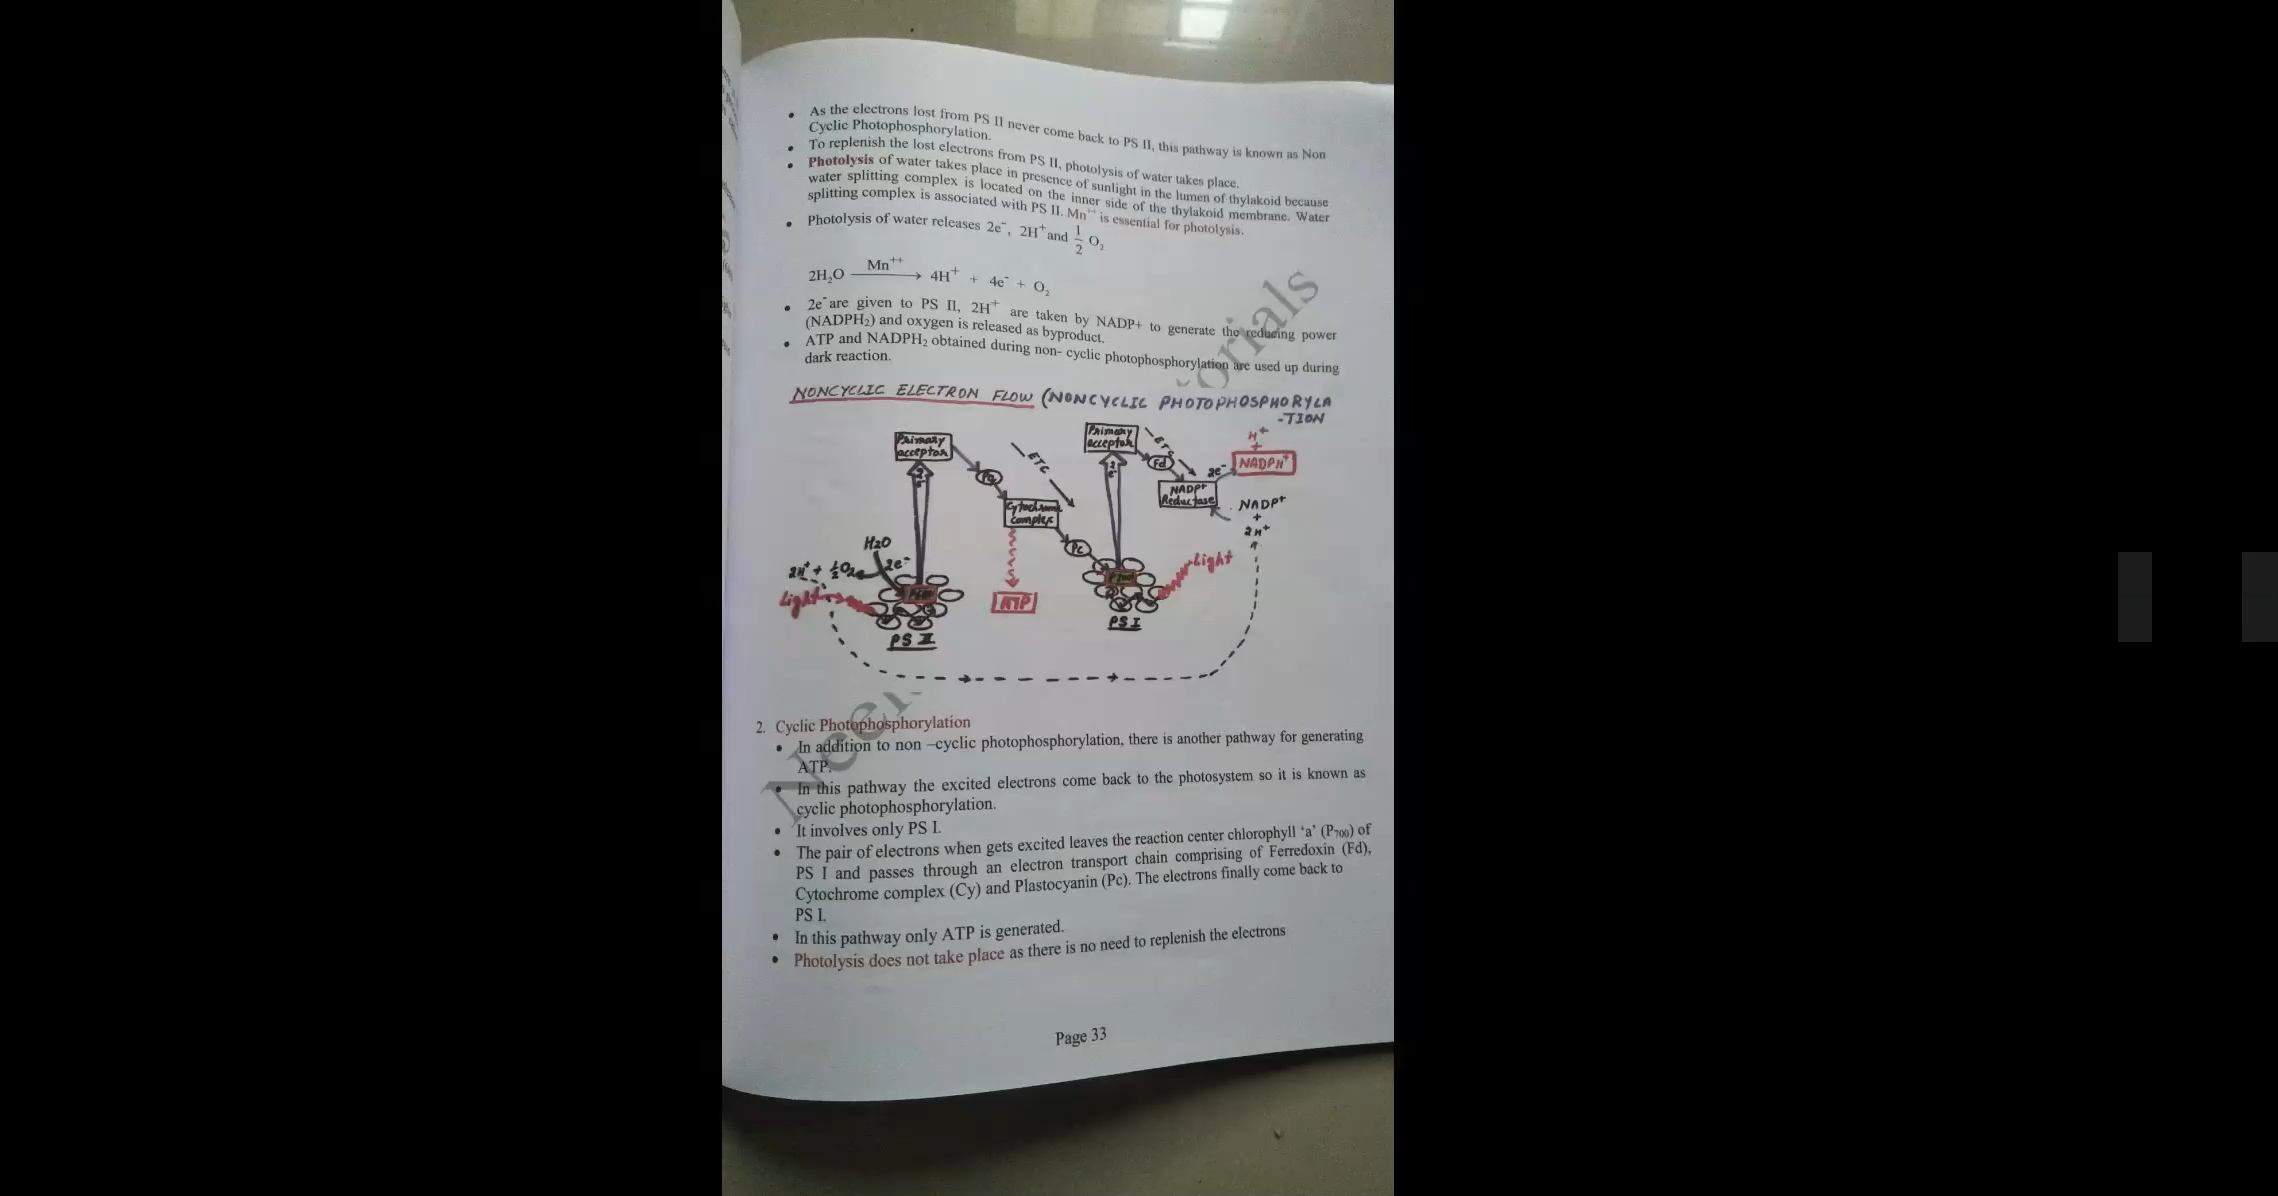 • As the electrons lost from PS II never come back to PS II, this pathway is known as Non
Cyclic Photophosphorylation.
• To replenish the lost electrons from PS II, photolysis of water takes place.
• Photolysis of water takes place in presence of sunlight in the lumen of thylakoid because
water splitting complex is located on the inner side of the thylakoid membrane. Water
splitting complex is associated with PS II. Mn⁺⁺ is essential for photolysis.
• Photolysis of water releases 2e⁻, 2H⁺ and 1/2 O₂
2H₂O —Mn⁺⁺→ 4H⁺ + 4e⁻ + O₂
• 2e⁻ are given to PS II, 2H⁺ are taken by NADP+ to generate the reducing power
(NADPH₂) and oxygen is released as byproduct.
• ATP and NADPH₂ obtained during non- cyclic photophosphorylation are used up during
dark reaction.
NONCYCLIC ELECTRON FLOW (NONCYCLIC PHOTOPHOSPHORYLA
-TION
Primary
acceptor
ETC
Pq
Cytochrome
complex
Pc
ATP
2e⁻
H₂O
2e⁻
2H⁺ + ½O₂
Light
PS II
Primary
acceptor
ETC
Fd
2e⁻
NADP⁺
Reductase
2e⁻
H⁺
+
NADPH⁺
NADP⁺
+
2H⁺
Light
P700
PS I
2. Cyclic Photophosphorylation
• In addition to non –cyclic photophosphorylation, there is another pathway for generating
ATP.
• In this pathway the excited electrons come back to the photosystem so it is known as
cyclic photophosphorylation.
• It involves only PS I.
• The pair of electrons when gets excited leaves the reaction center chlorophyll ‘a’ (P₇₀₀) of
PS I and passes through an electron transport chain comprising of Ferredoxin (Fd),
Cytochrome complex (Cy) and Plastocyanin (Pc). The electrons finally come back to
PS I.
• In this pathway only ATP is generated.
• Photolysis does not take place as there is no need to replenish the electrons
Page 33